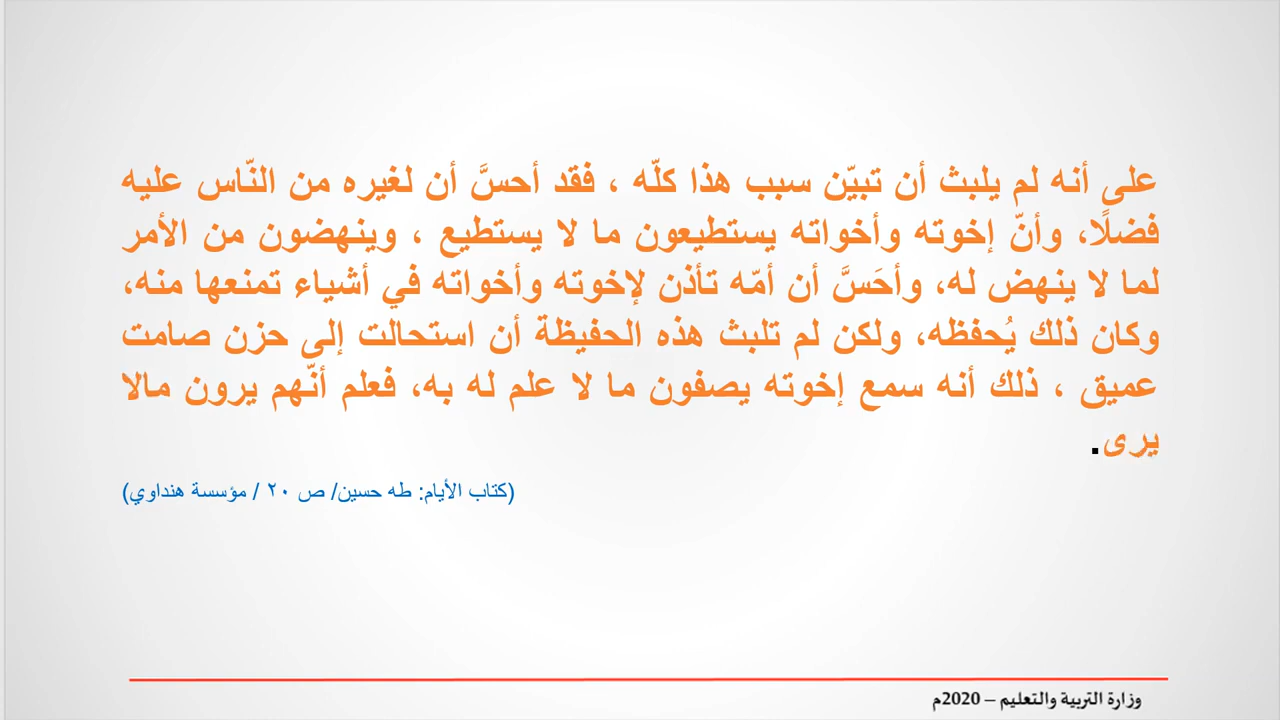 على أنه لم يلبث أن تبيّن سبب هذا كلّه ، فقد أحسَّ أن لغيره من النّاس عليه
فضلًا، وأنّ إخوته وأخواته يستطيعون ما لا يستطيع ، وينهضون من الأمر
لما لا ينهض له، وأحَسَّ أن أمّه تأذن لإخوته وأخواته في أشياء تمنعها منه،
وكان ذلك يُحفظه، ولكن لم تلبث هذه الحفيظة أن استحالت إلى حزن صامت
عميق ، ذلك أنه سمع إخوته يصفون ما لا علم له به، فعلم أنّهم يرون مالا
يرى.
(كتاب الأيام: طه حسين/ ص ٢٠ / مؤسسة هنداوي)
وزارة التربية والتعليم – 2020م